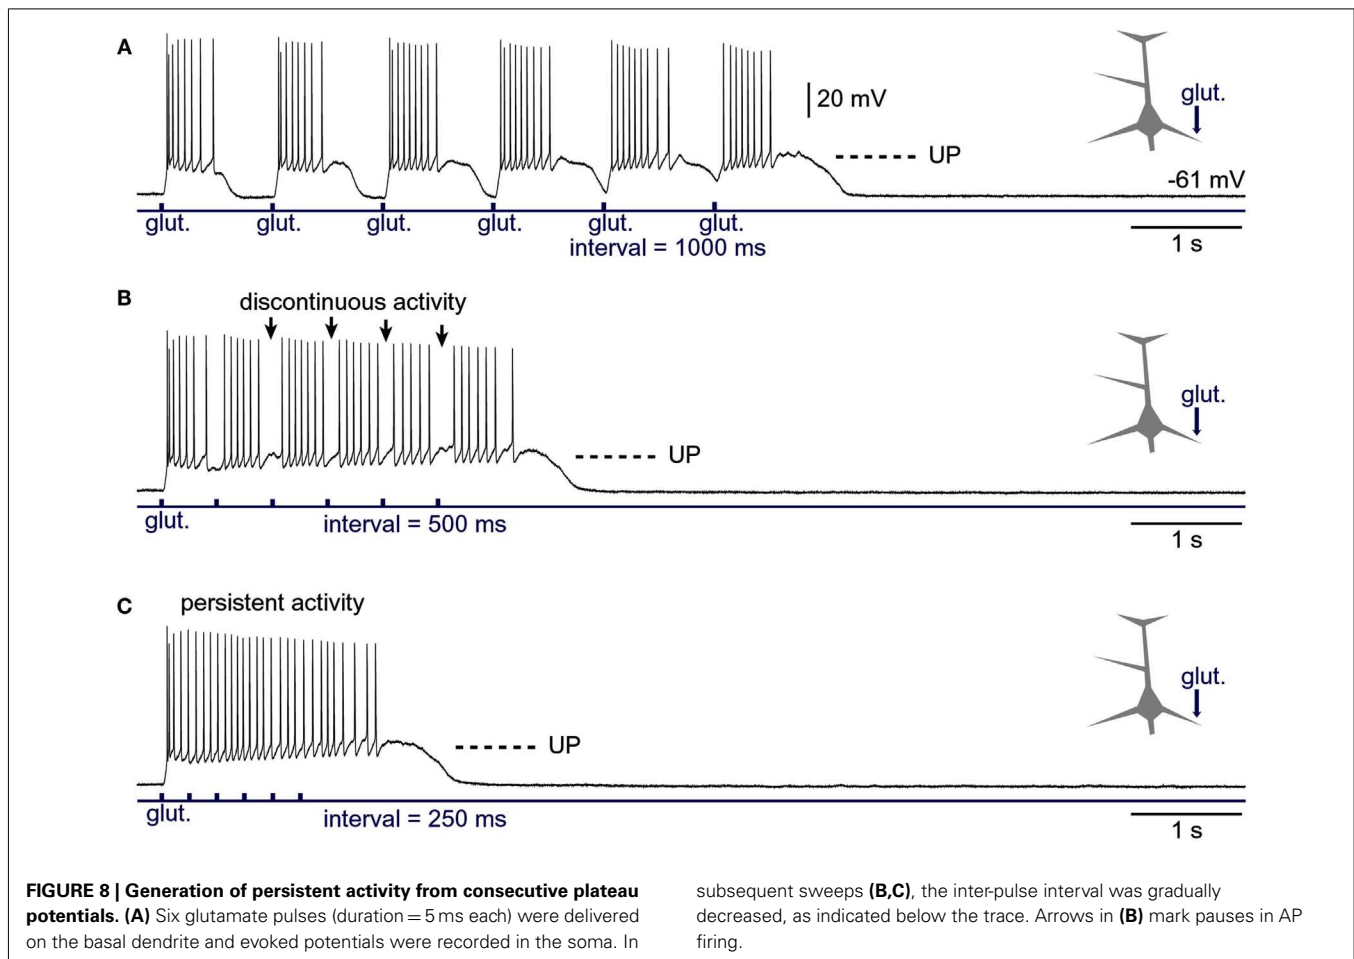 A
20 mV
glut.
UP
-61 mV
glut. glut. glut. glut. glut. glut.
interval = 1000 ms
1 s
B
discontinuous activity
glut.
UP
glut.
interval = 500 ms
1 s
C
persistent activity
glut.
UP
glut.
interval = 250 ms
1 s
FIGURE 8 | Generation of persistent activity from consecutive plateau
potentials. (A) Six glutamate pulses (duration = 5 ms each) were delivered
on the basal dendrite and evoked potentials were recorded in the soma. In
subsequent sweeps (B,C), the inter-pulse interval was gradually
decreased, as indicated below the trace. Arrows in (B) mark pauses in AP
firing.